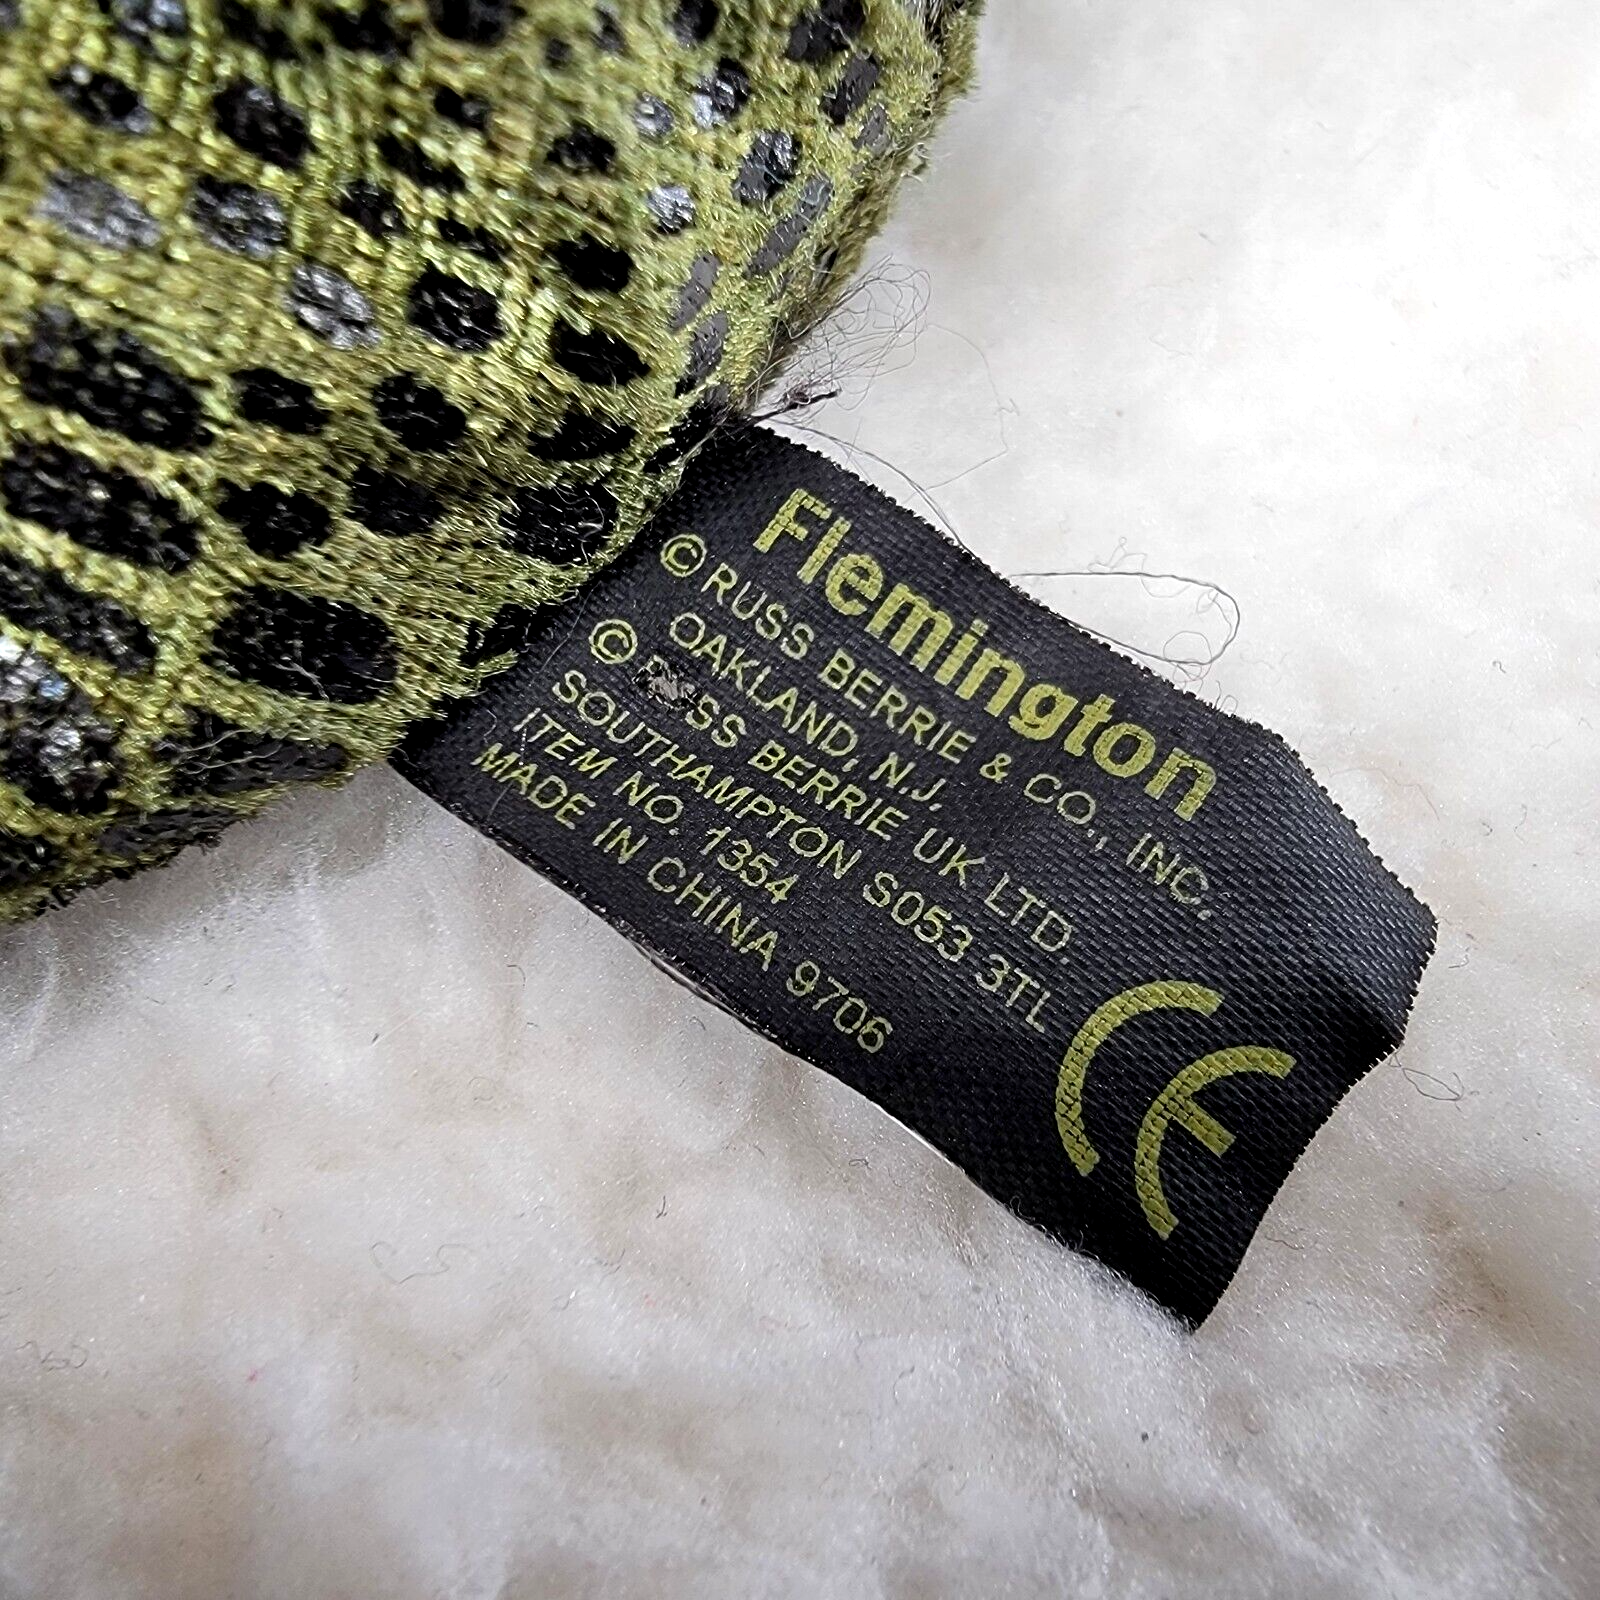 Flemington
© RUSS BERRIE & CO., INC.
OAKLAND, N.J.
© RUSS BERRIE UK LTD.
SOUTHAMPTON S053 3TL
ITEM NO. 1354
MADE IN CHINA 9706
CE